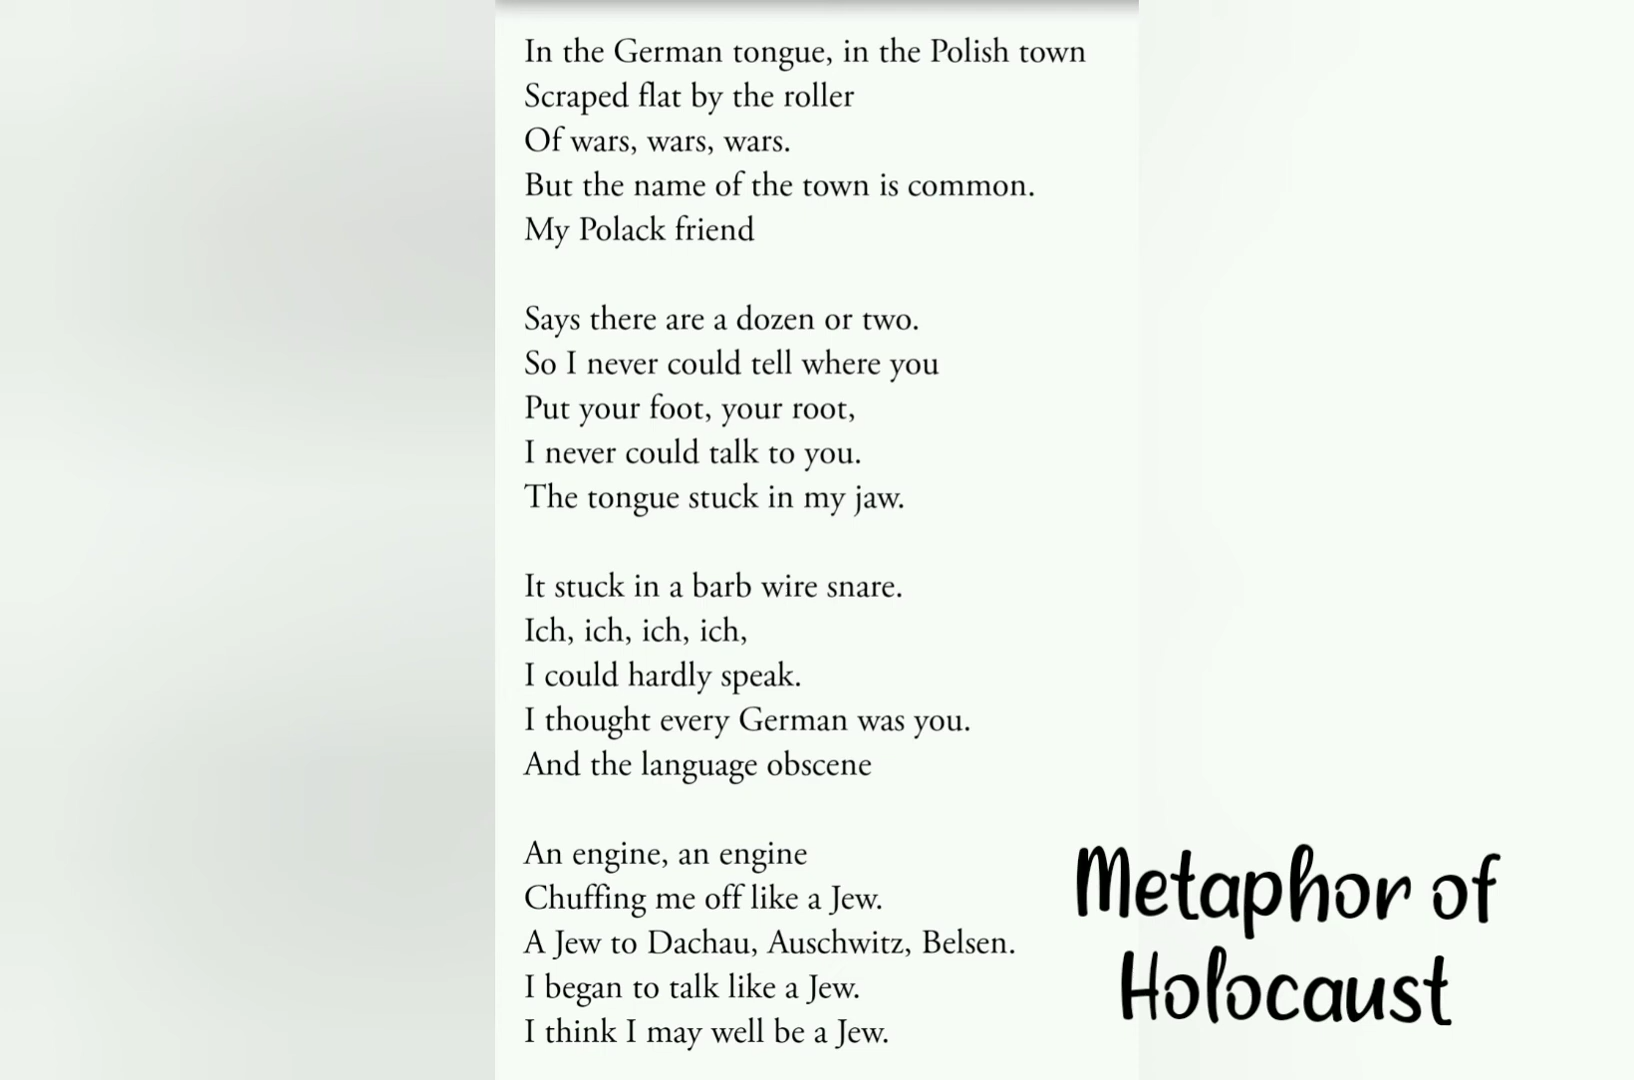 In the German tongue, in the Polish town
Scraped flat by the roller
Of wars, wars, wars.
But the name of the town is common.
My Polack friend

Says there are a dozen or two.
So I never could tell where you
Put your foot, your root,
I never could talk to you.
The tongue stuck in my jaw.

It stuck in a barb wire snare.
Ich, ich, ich, ich,
I could hardly speak.
I thought every German was you.
And the language obscene

An engine, an engine
Chuffing me off like a Jew.
A Jew to Dachau, Auschwitz, Belsen.
I began to talk like a Jew.
I think I may well be a Jew.

Metaphor of
Holocaust